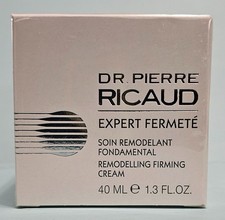 DR. PIERRE
RICAUD
EXPERT FERMETÉ
SOIN REMODELANT
FONDAMENTAL
REMODELLING FIRMING
CREAM
40 ML ℮ 1.3 FL.OZ.